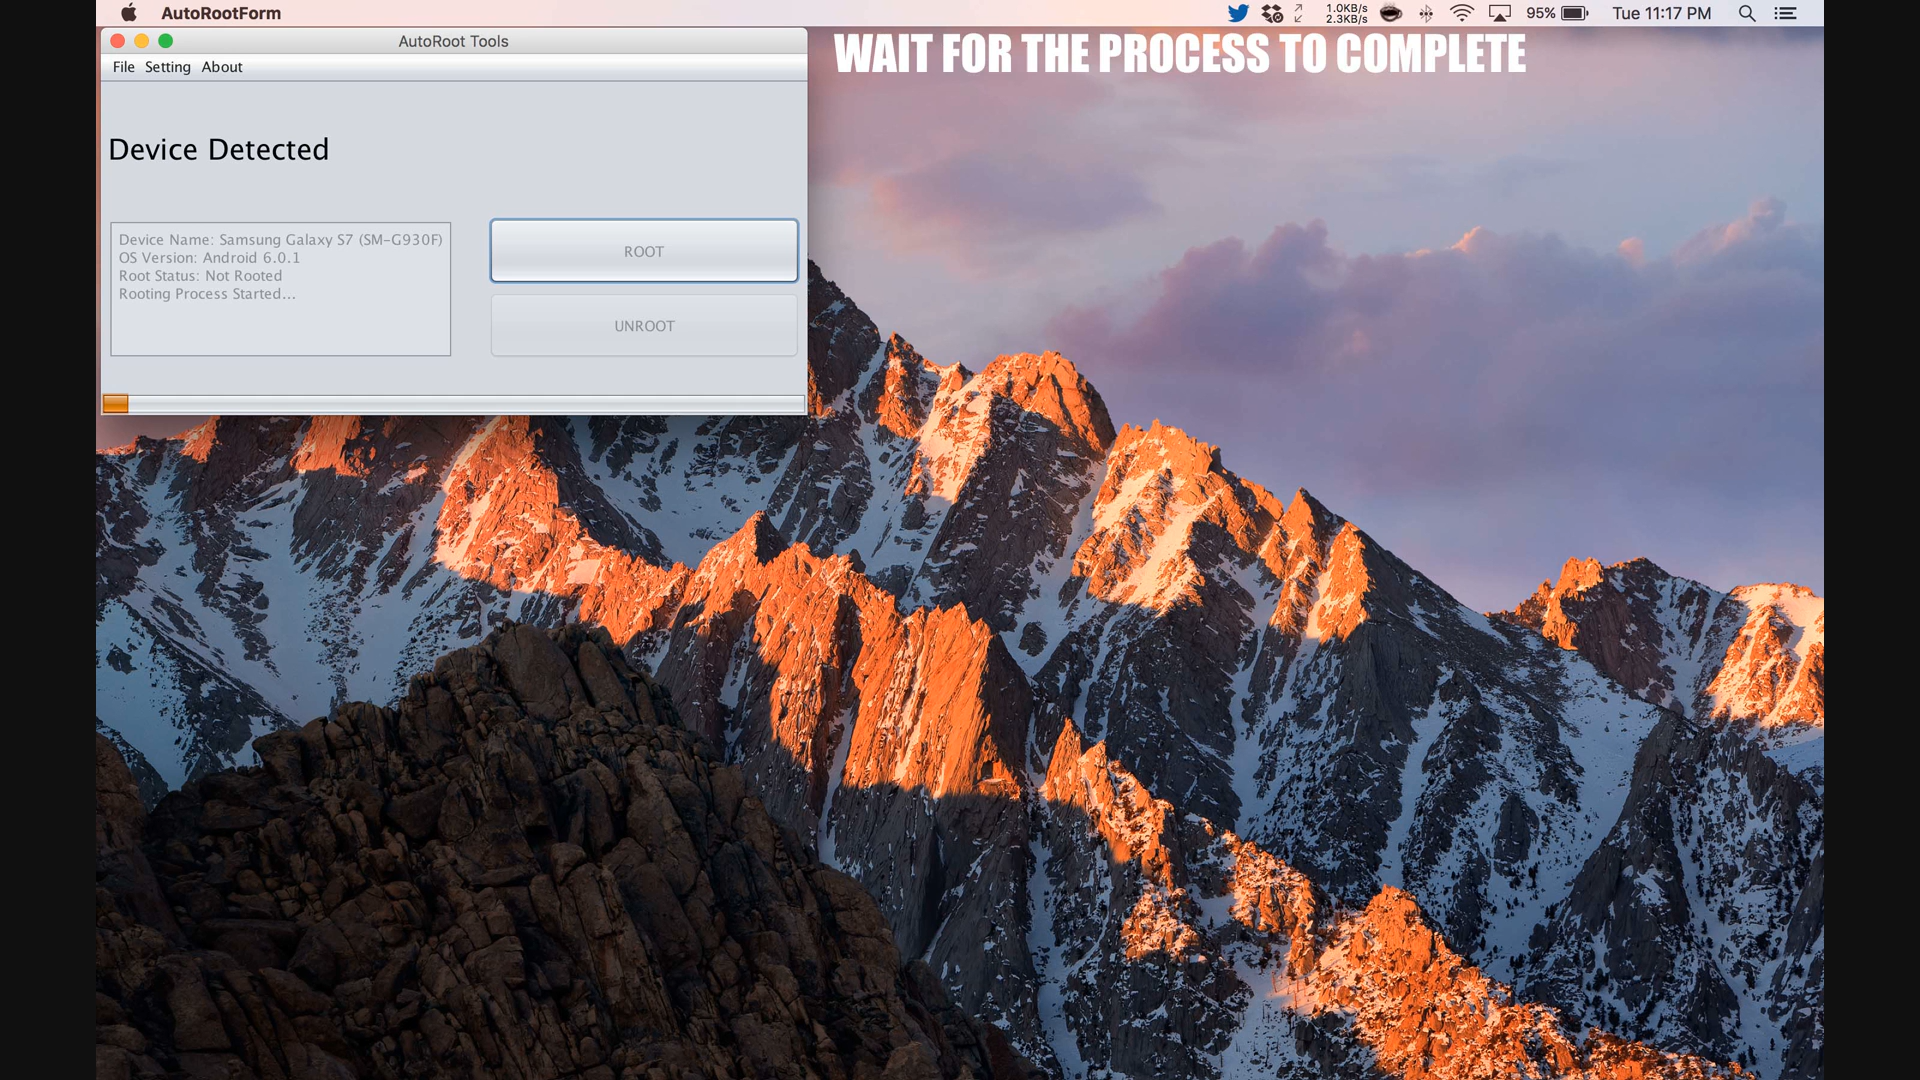 AutoRootForm
1.0KB/s
2.3KB/s
95%
Tue 11:17 PM
AutoRoot Tools
WAIT FOR THE PROCESS TO COMPLETE
File Setting About
Device Detected
Device Name: Samsung Galaxy S7 (SM-G930F)
OS Version: Android 6.0.1
Root Status: Not Rooted
Rooting Process Started...
ROOT
UNROOT